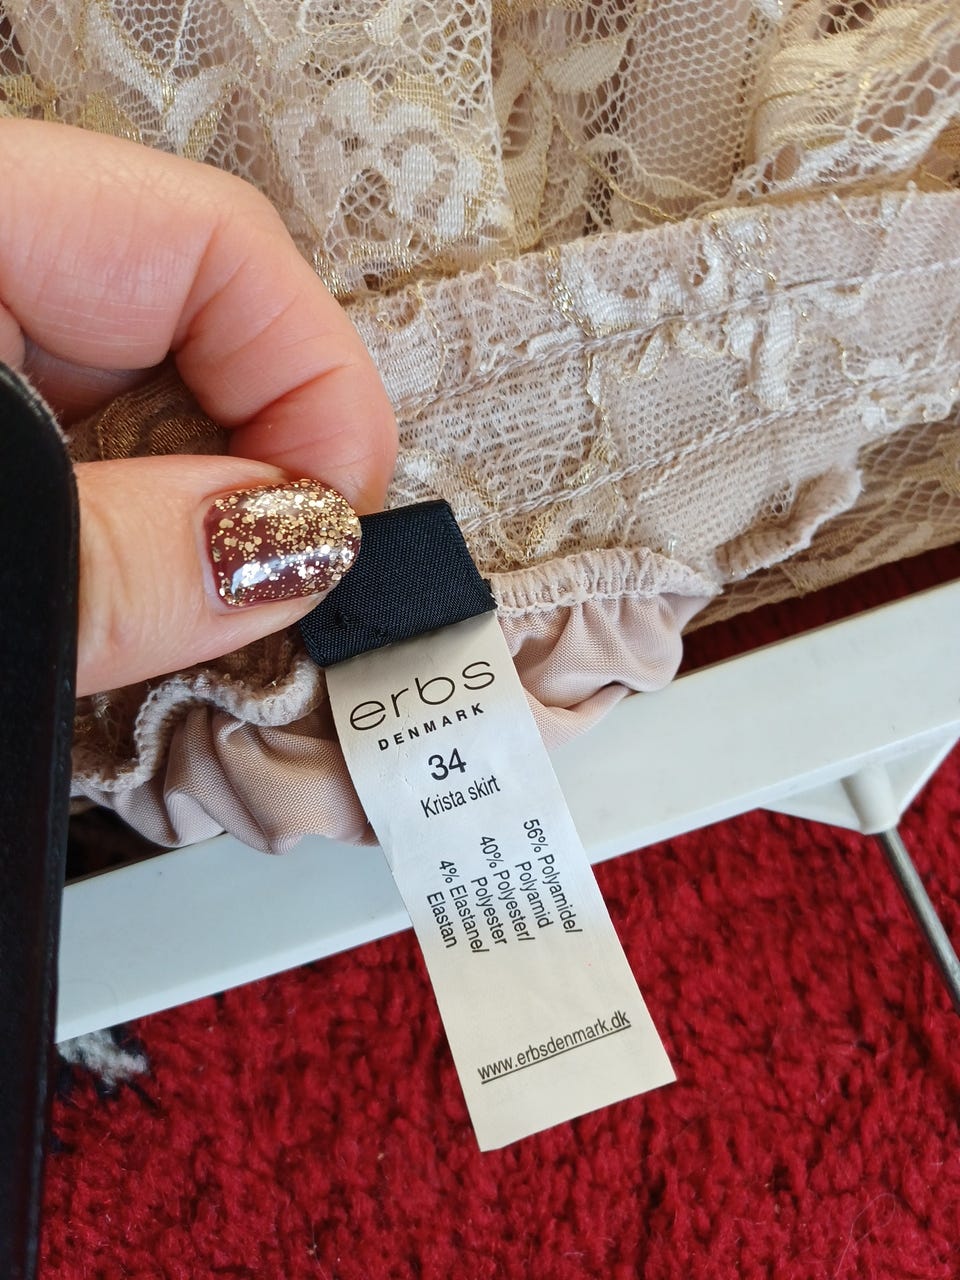 erbs
DENMARK
34
Krista skirt
56% Polyamide/
Polyamid
40% Polyester/
Polyester
4% Elastane/
Elastan
www.erbsdenmark.dk